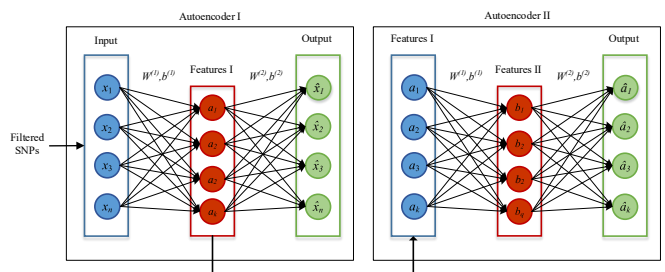 Autoencoder I
Autoencoder II
Input
Features I
Output
W(1),b(1)
W(2),b(2)
Filtered
SNPs
x1
x2
x3
xn
a1
a2
a2
ak
x̂1
x̂2
x̂3
x̂n
Features I
Features II
Output
W(1),b(1)
W(2),b(2)
a1
a2
a3
ak
b1
b2
b2
bq
â1
â2
â3
âk